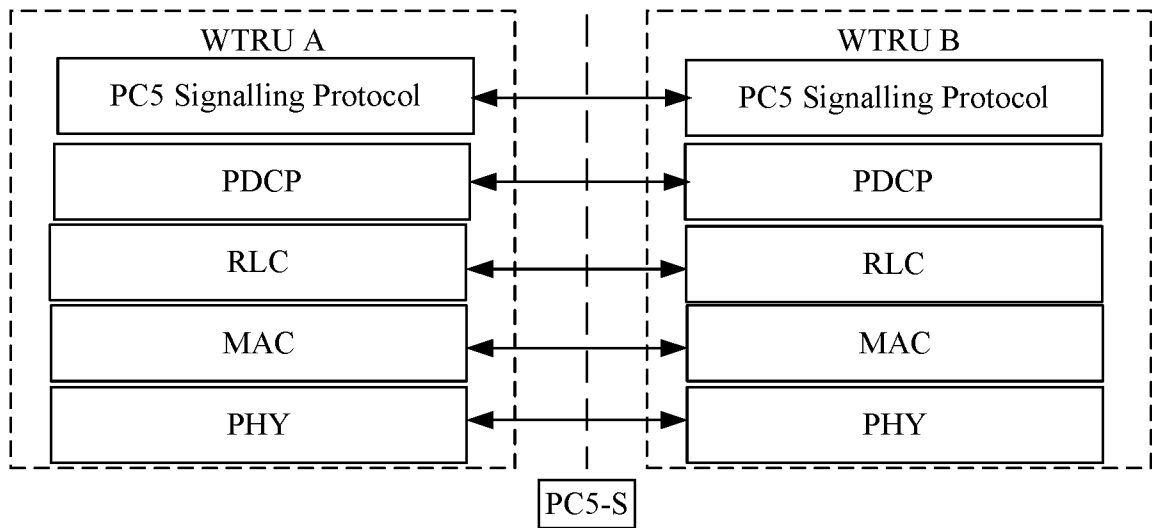 WTRU A
WTRU B
PC5 Signalling Protocol
PC5 Signalling Protocol
PDCP
PDCP
RLC
RLC
MAC
MAC
PHY
PHY
PC5-S